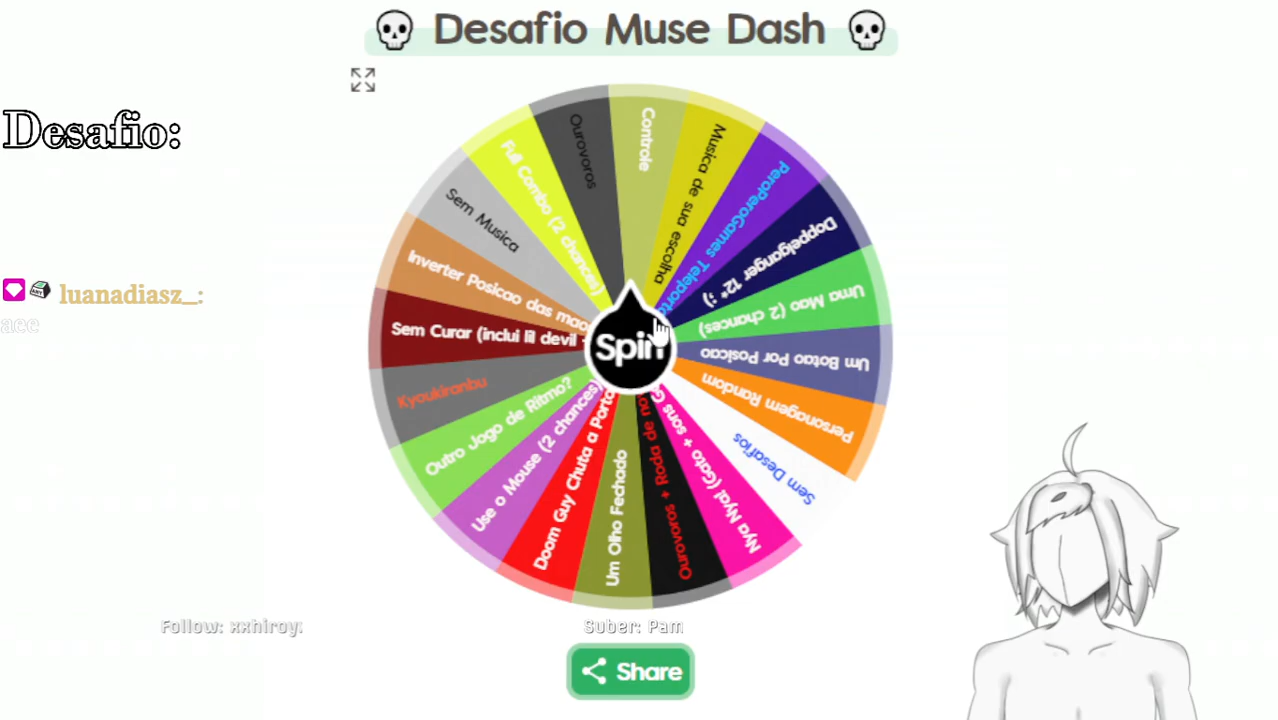 💀 Desafio Muse Dash 💀
Desafio:
luanadiasz_:
aee
Controle
Musica de sua escolha
PeroPeroGames Teleporte
Doppelganger 12* ;)
Uma Mao (2 chances)
Um Botao Por Posicao
Personagem Random
Sem Desafios
Nya Nya! (Gato + sons G
Ourovoros + Roda de no
Um Olho Fechado
Doom Guy Chuta a Porta
Use o Mouse (2 chances)
Outro Jogo de Ritmo?
Kyoukiranbu
Sem Curar (inclui lil devil
Inverter Posicao das mao
Sem Musica
Full Combo (2 chances)
Ourovoros
Spin
Follow: xxhiroy.
Suber: Pam
Share